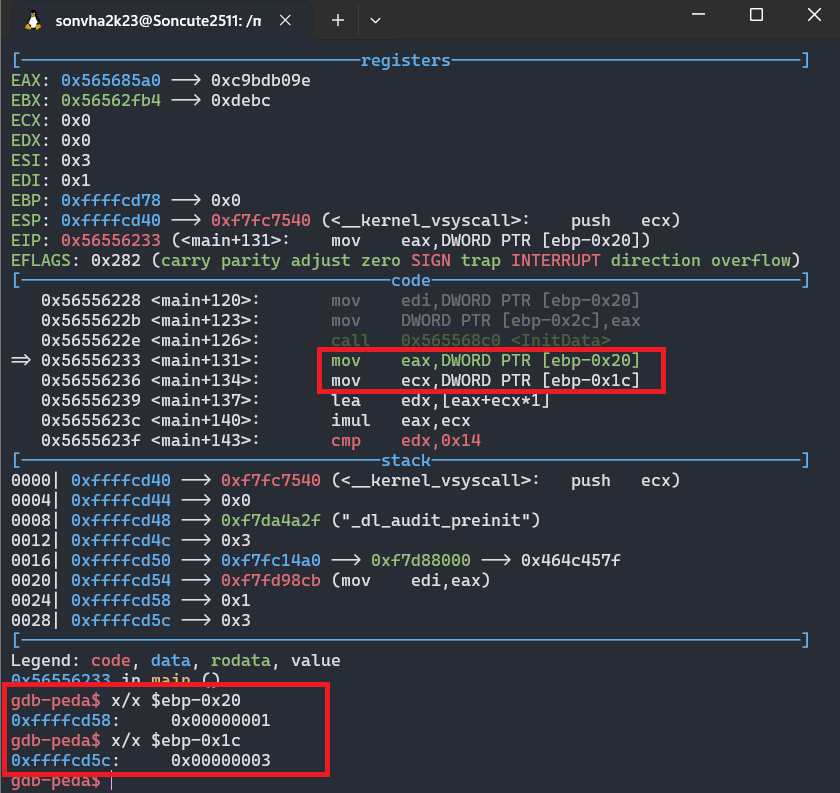 sonvha2k23@Soncute2511: /m
[registers]
EAX: 0x565685a0 --> 0xc9bdb09e
EBX: 0x56562fb4 --> 0xdebc
ECX: 0x0
EDX: 0x0
ESI: 0x3
EDI: 0x1
EBP: 0xffffcd78 --> 0x0
ESP: 0xffffcd40 --> 0xf7fc7540 (<__kernel_vsyscall>: push ecx)
EIP: 0x56556233 (<main+131>: mov eax,DWORD PTR [ebp-0x20])
EFLAGS: 0x282 (carry parity adjust zero SIGN trap INTERRUPT direction overflow)
[code]
0x56556228 <main+120>: mov edi,DWORD PTR [ebp-0x20]
0x5655622b <main+123>: mov DWORD PTR [ebp-0x2c],eax
0x5655622e <main+126>: call 0x565568c0 <InitData>
=> 0x56556233 <main+131>: mov eax,DWORD PTR [ebp-0x20]
0x56556236 <main+134>: mov ecx,DWORD PTR [ebp-0x1c]
0x56556239 <main+137>: lea edx,[eax+ecx*1]
0x5655623c <main+140>: imul eax,ecx
0x5655623f <main+143>: cmp edx,0x14
[stack]
0000| 0xffffcd40 --> 0xf7fc7540 (<__kernel_vsyscall>: push ecx)
0004| 0xffffcd44 --> 0x0
0008| 0xffffcd48 --> 0xf7da4a2f ("_dl_audit_preinit")
0012| 0xffffcd4c --> 0x3
0016| 0xffffcd50 --> 0xf7fc14a0 --> 0xf7d88000 --> 0x464c457f
0020| 0xffffcd54 --> 0xf7fd98cb (mov edi,eax)
0024| 0xffffcd58 --> 0x1
0028| 0xffffcd5c --> 0x3
[]
Legend: code, data, rodata, value
0x56556233 in main ()
gdb-peda$ x/x $ebp-0x20
0xffffcd58: 0x00000001
gdb-peda$ x/x $ebp-0x1c
0xffffcd5c: 0x00000003
gdb-peda$